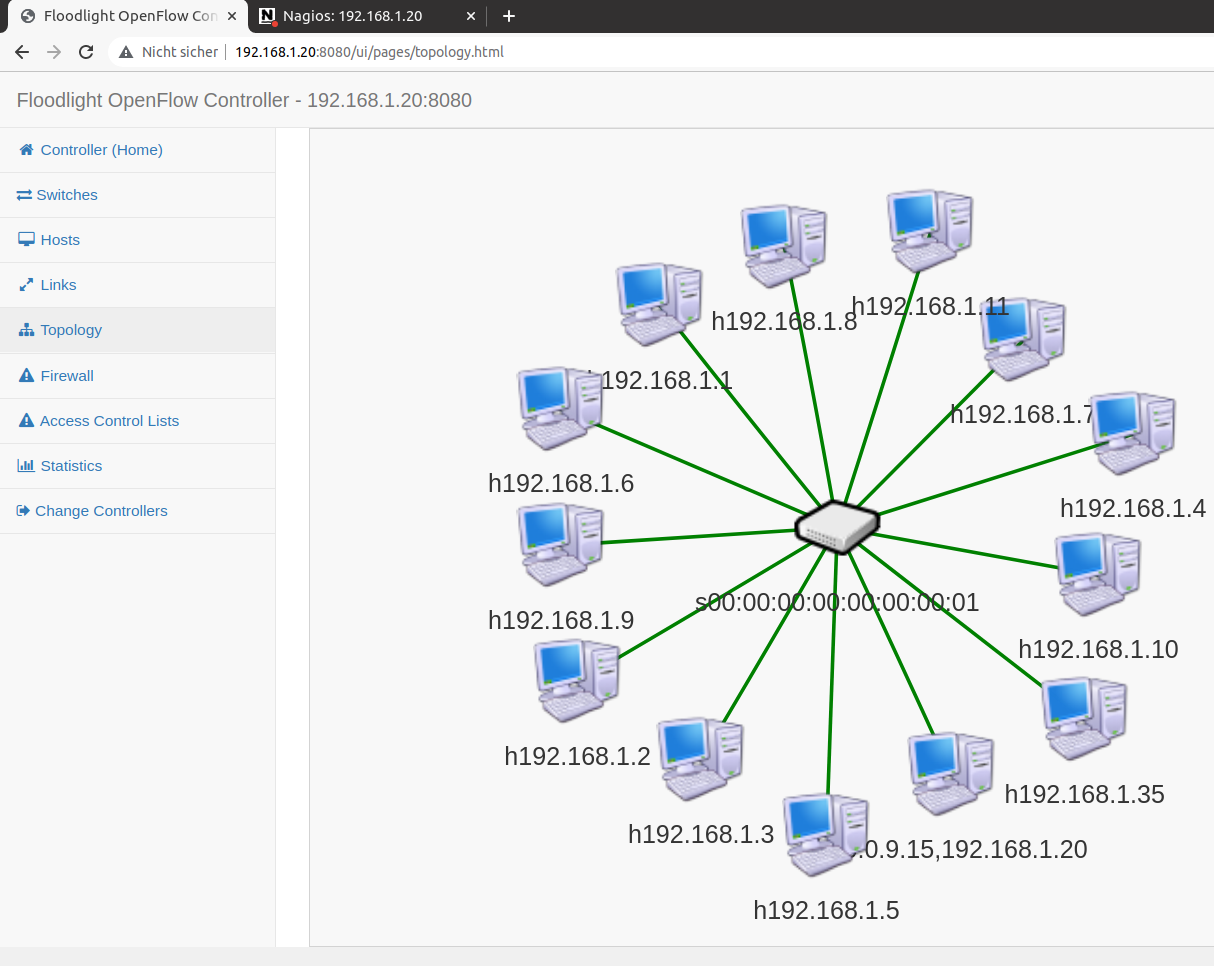 Floodlight OpenFlow Con
Nagios: 192.168.1.20
Nicht sicher | 192.168.1.20:8080/ui/pages/topology.html
Floodlight OpenFlow Controller - 192.168.1.20:8080
Controller (Home)
Switches
Hosts
Links
Topology
Firewall
Access Control Lists
Statistics
Change Controllers
h192.168.1.11
h192.168.1.8
h192.168.1.1
h192.168.1.7
h192.168.1.6
h192.168.1.4
s00:00:00:00:00:00:00:01
h192.168.1.9
h192.168.1.10
h192.168.1.2
h192.168.1.35
h192.168.1.3
.0.9.15,192.168.1.20
h192.168.1.5